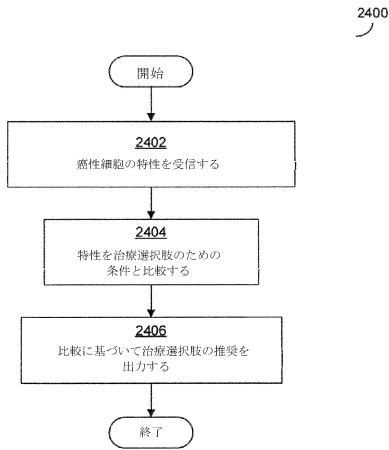 2400
開始
2402
癌性細胞の特性を受信する
2404
特性を治療選択肢のための
条件と比較する
2406
比較に基づいて治療選択肢の推奨を
出力する
終了